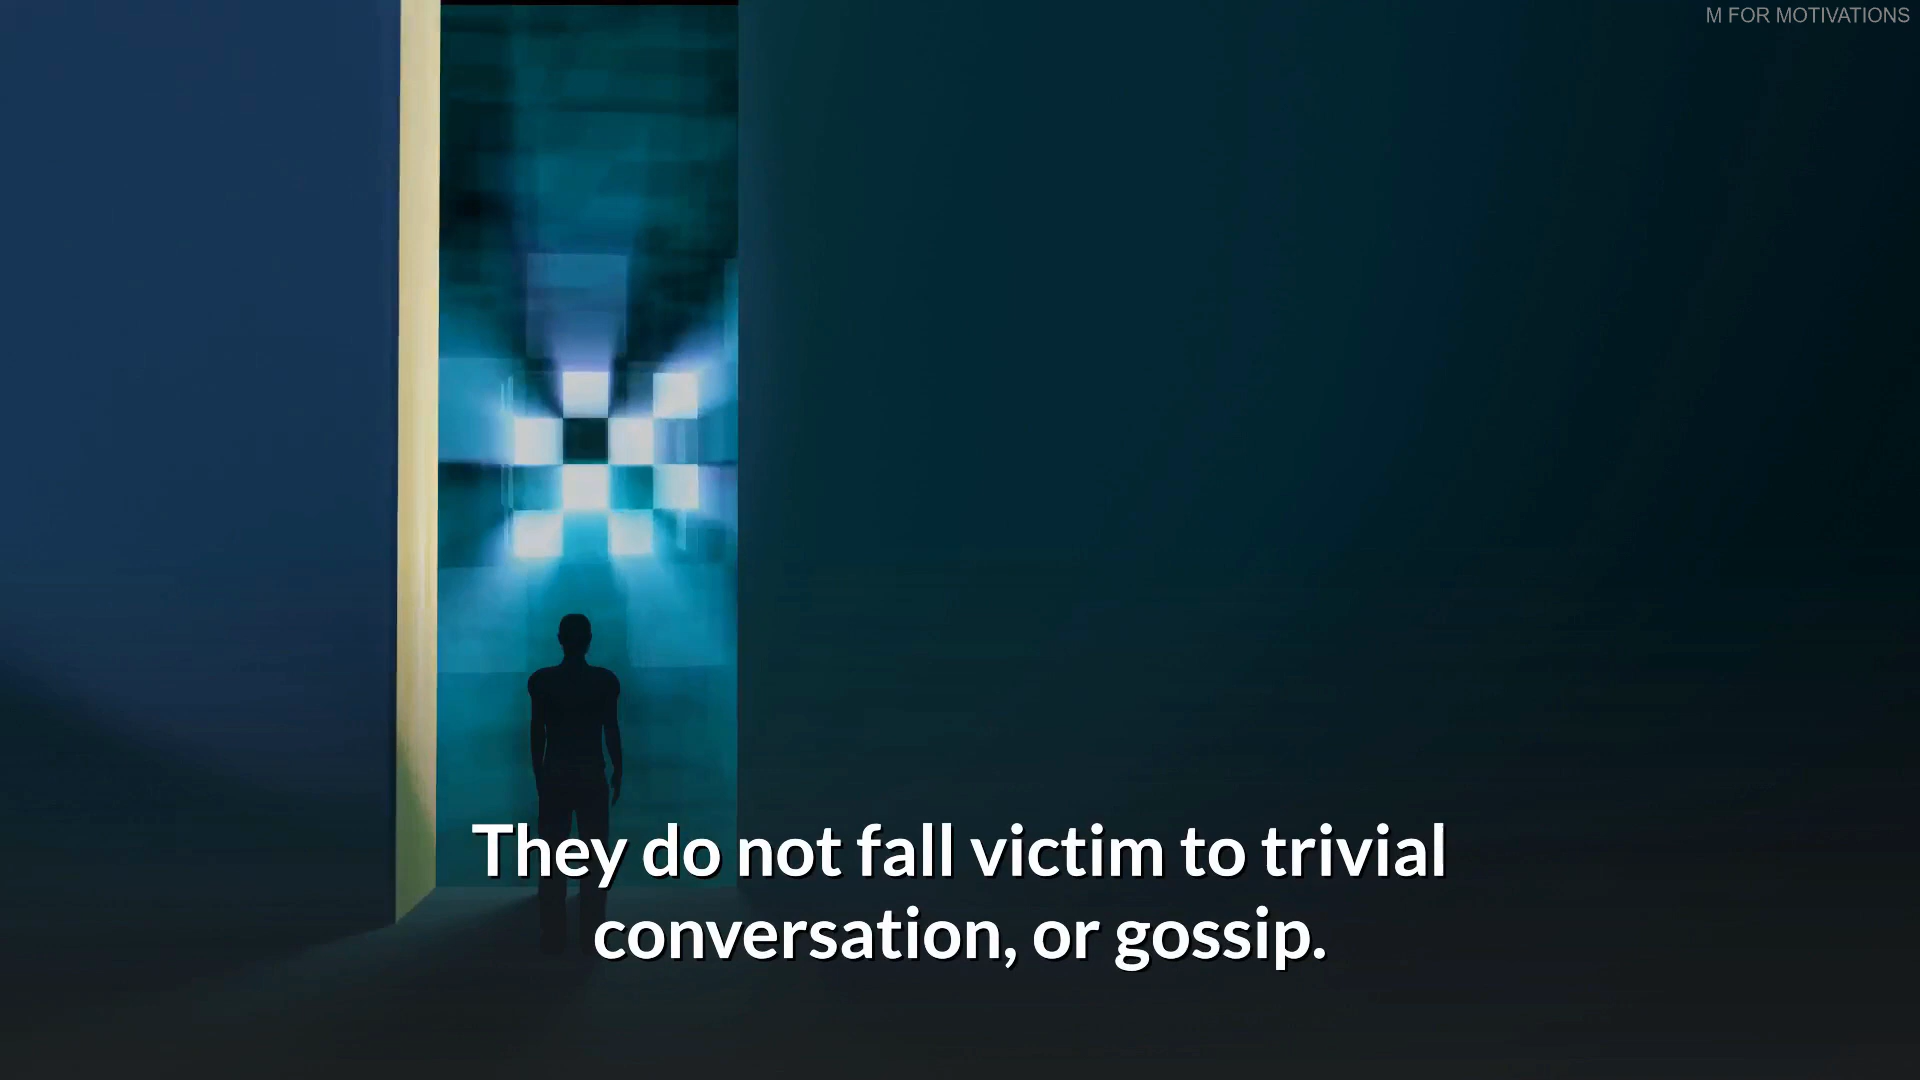 M FOR MOTIVATIONS
They do not fall victim to trivial
conversation, or gossip.